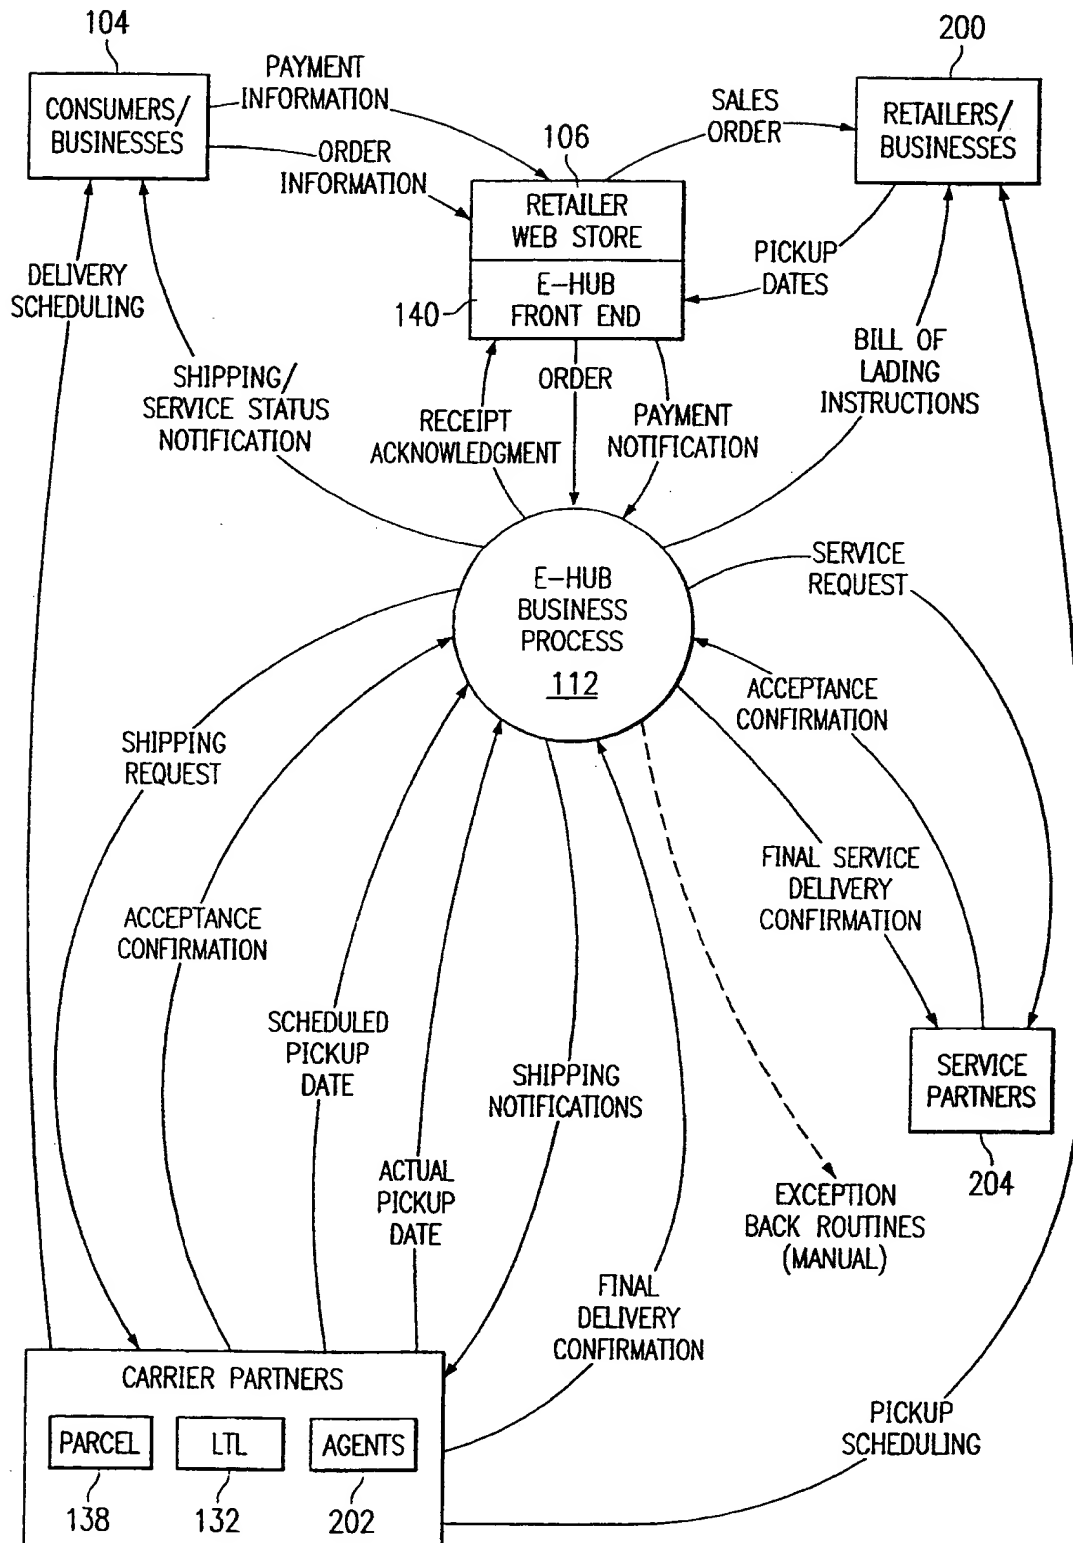 104
200
PAYMENT
INFORMATION
CONSUMERS/
BUSINESSES
SALES
ORDER
RETAILERS/
BUSINESSES
ORDER
INFORMATION
106
RETAILER
WEB STORE
E-HUB
FRONT END
140
PICKUP
DATES
DELIVERY
SCHEDULING
SHIPPING/
SERVICE STATUS
NOTIFICATION
RECEIPT
ACKNOWLEDGMENT
ORDER
PAYMENT
NOTIFICATION
BILL OF
LADING
INSTRUCTIONS
E-HUB
BUSINESS
PROCESS
112
SERVICE
REQUEST
ACCEPTANCE
CONFIRMATION
SHIPPING
REQUEST
FINAL SERVICE
DELIVERY
CONFIRMATION
ACCEPTANCE
CONFIRMATION
SCHEDULED
PICKUP
DATE
SHIPPING
NOTIFICATIONS
SERVICE
PARTNERS
204
ACTUAL
PICKUP
DATE
EXCEPTION
BACK ROUTINES
(MANUAL)
FINAL
DELIVERY
CONFIRMATION
CARRIER PARTNERS
PARCEL
LTL
AGENTS
138
132
202
PICKUP
SCHEDULING